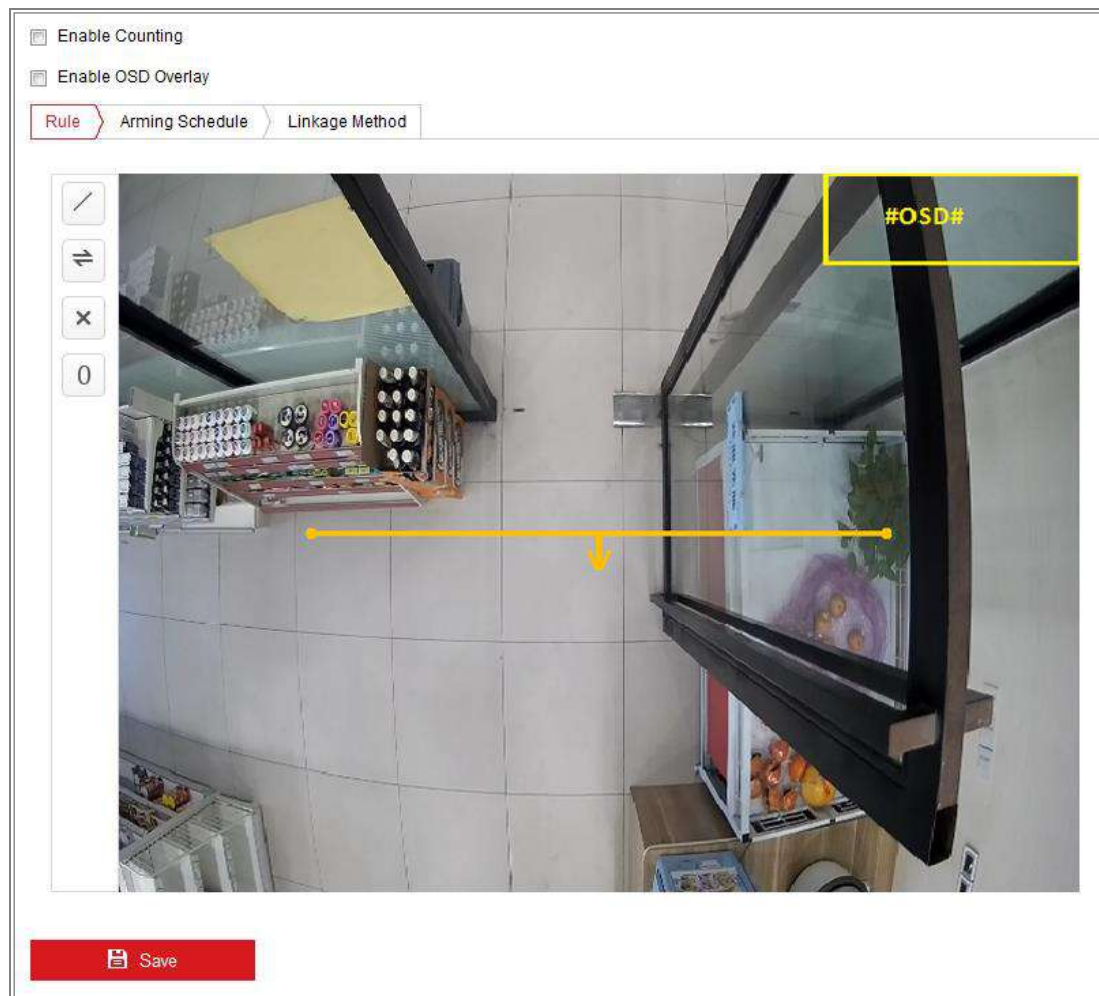 Enable Counting
Enable OSD Overlay
Rule Arming Schedule Linkage Method
#OSD#
0
Save